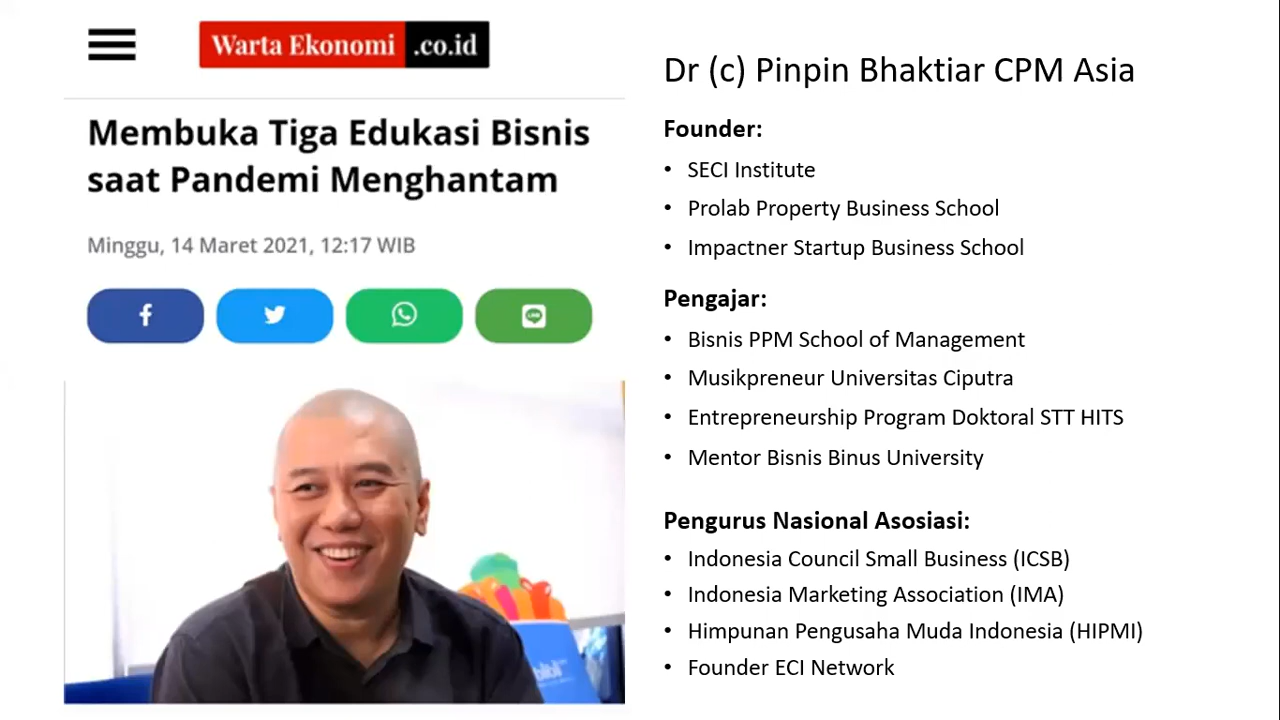 Warta Ekonomi .co.id
Membuka Tiga Edukasi Bisnis
saat Pandemi Menghantam
Minggu, 14 Maret 2021, 12:17 WIB
LINE
Dr (c) Pinpin Bhaktiar CPM Asia
Founder:
• SECI Institute
• Prolab Property Business School
• Impactner Startup Business School
Pengajar:
• Bisnis PPM School of Management
• Musikpreneur Universitas Ciputra
• Entrepreneurship Program Doktoral STT HITS
• Mentor Bisnis Binus University
Pengurus Nasional Asosiasi:
• Indonesia Council Small Business (ICSB)
• Indonesia Marketing Association (IMA)
• Himpunan Pengusaha Muda Indonesia (HIPMI)
• Founder ECI Network